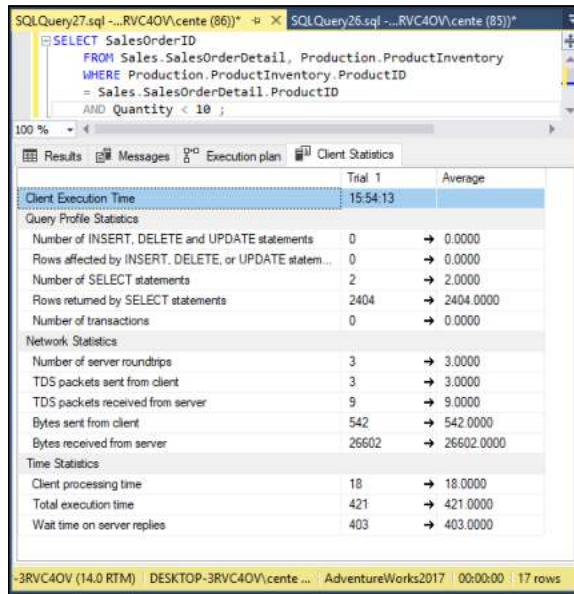 SQLQuery27.sql -...RVC4OV\cente (86))* SQLQuery26.sql -...RVC4OV\cente (85))*
SELECT SalesOrderID
FROM Sales.SalesOrderDetail, Production.ProductInventory
WHERE Production.ProductInventory.ProductID
= Sales.SalesOrderDetail.ProductID
AND Quantity < 10 ;
100 %
Results Messages Execution plan Client Statistics
Trial 1 Average
Client Execution Time 15:54:13
Query Profile Statistics
Number of INSERT, DELETE and UPDATE statements 0 → 0.0000
Rows affected by INSERT, DELETE, or UPDATE statem... 0 → 0.0000
Number of SELECT statements 2 → 2.0000
Rows returned by SELECT statements 2404 → 2404.0000
Number of transactions 0 → 0.0000
Network Statistics
Number of server roundtrips 3 → 3.0000
TDS packets sent from client 3 → 3.0000
TDS packets received from server 9 → 9.0000
Bytes sent from client 542 → 542.0000
Bytes received from server 26602 → 26602.0000
Time Statistics
Client processing time 18 → 18.0000
Total execution time 421 → 421.0000
Wait time on server replies 403 → 403.0000
-3RVC4OV (14.0 RTM) DESKTOP-3RVC4OV\cente ... AdventureWorks2017 00:00:00 17 rows